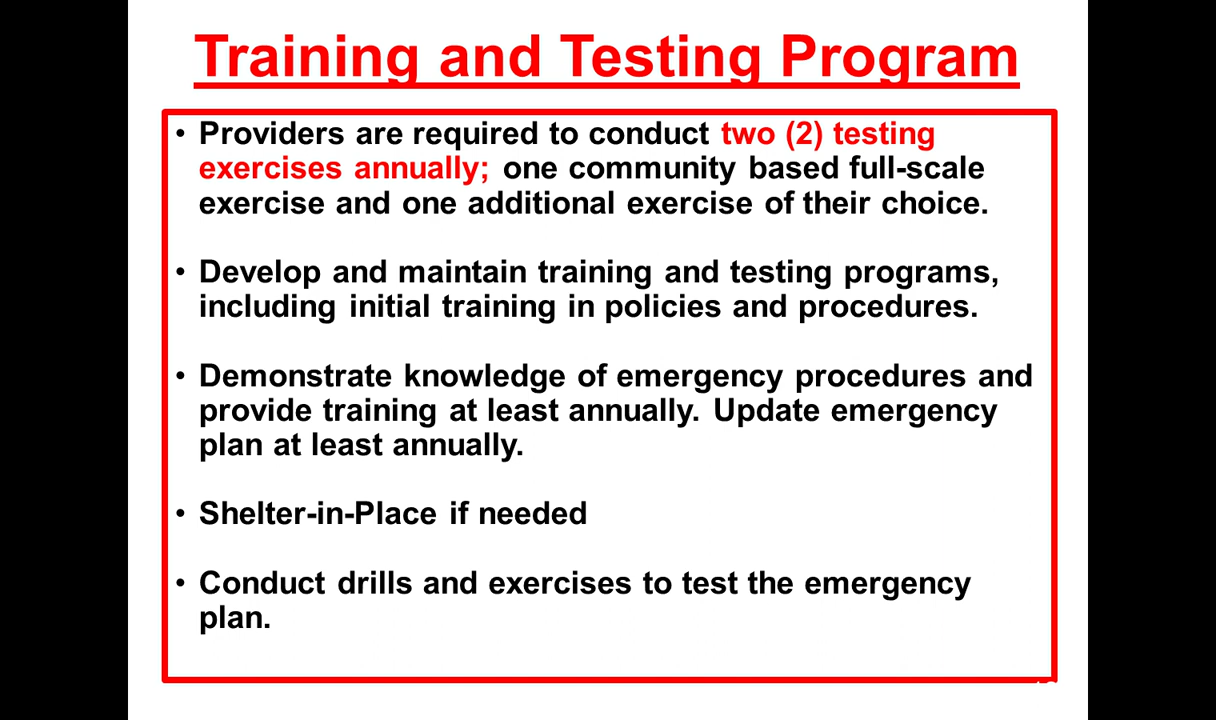 Training and Testing Program
• Providers are required to conduct two (2) testing
exercises annually; one community based full-scale
exercise and one additional exercise of their choice.
• Develop and maintain training and testing programs,
including initial training in policies and procedures.
• Demonstrate knowledge of emergency procedures and
provide training at least annually. Update emergency
plan at least annually.
• Shelter-in-Place if needed
• Conduct drills and exercises to test the emergency
plan.